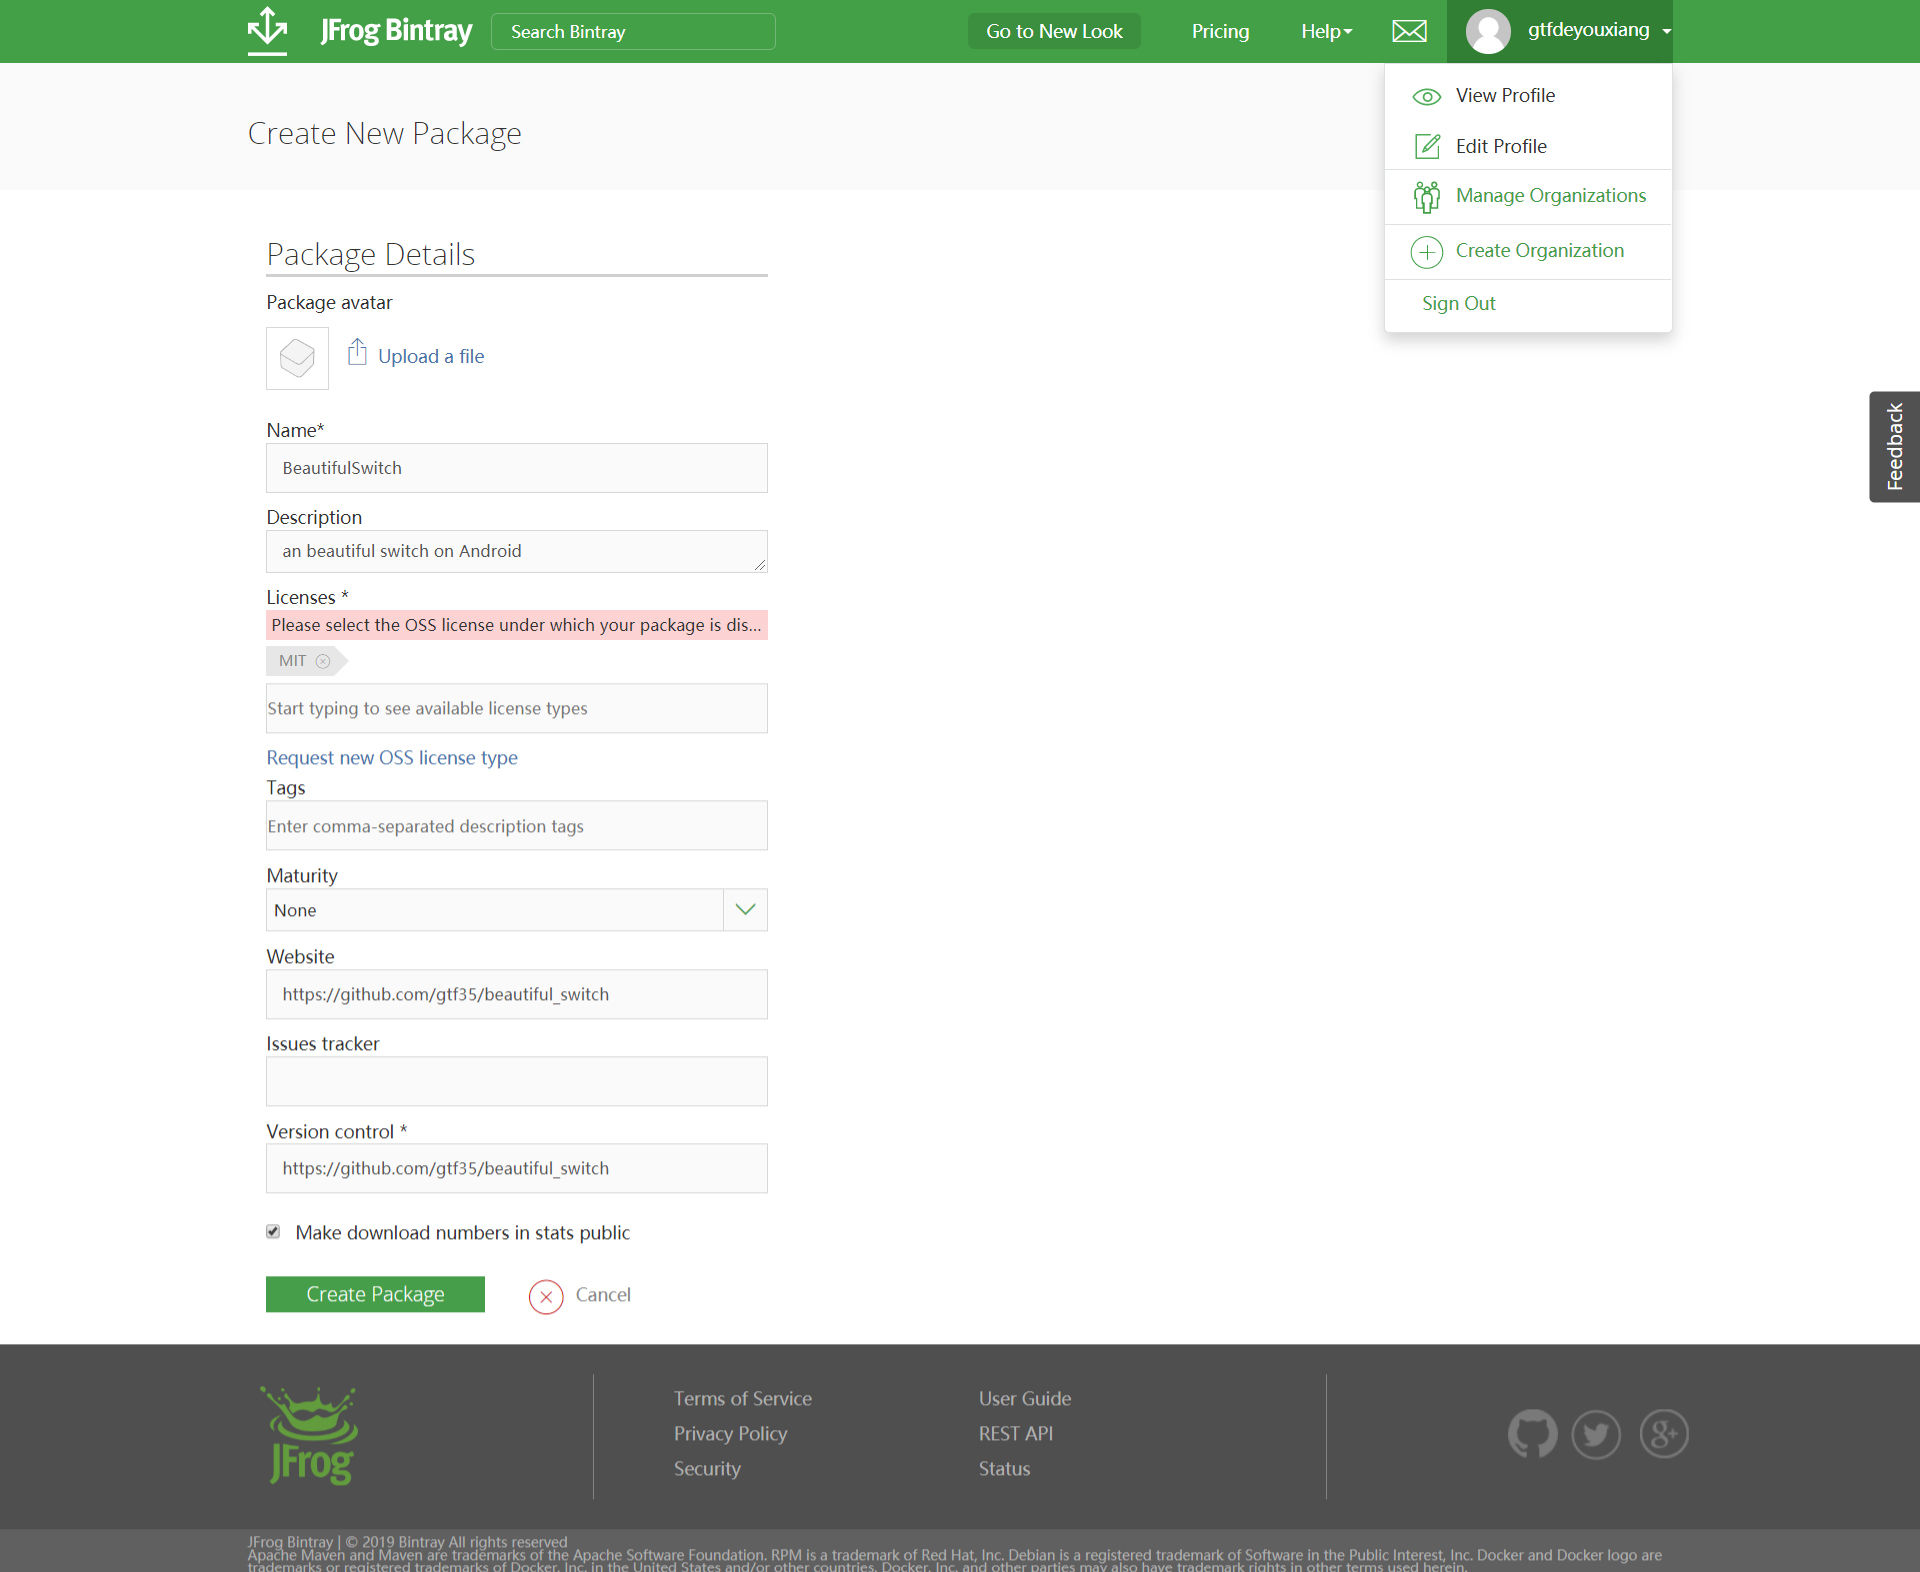 JFrog Bintray
Search Bintray
Go to New Look
Pricing
Help
gtfdeyouxiang
View Profile
Edit Profile
Manage Organizations
Create Organization
Sign Out
Create New Package
Package Details
Package avatar
Upload a file
Feedback
Name*
BeautifulSwitch
Description
an beautiful switch on Android
Licenses *
Please select the OSS license under which your package is dis...
MIT
Start typing to see available license types
Request new OSS license type
Tags
Enter comma-separated description tags
Maturity
None
Website
https://github.com/gtf35/beautiful_switch
Issues tracker
Version control *
https://github.com/gtf35/beautiful_switch
Make download numbers in stats public
Create Package
Cancel
JFrog
Terms of Service
Privacy Policy
Security
User Guide
REST API
Status
g+
JFrog Bintray | © 2019 Bintray All rights reserved
Apache Maven and Maven are trademarks of the Apache Software Foundation. RPM is a trademark of Red Hat, Inc. Debian is a registered trademark of Software in the Public Interest, Inc. Docker and Docker logo are
trademarks or registered trademarks of Docker, Inc. in the United States and/or other countries. Docker, Inc. and other parties may also have trademark rights in other terms used herein.